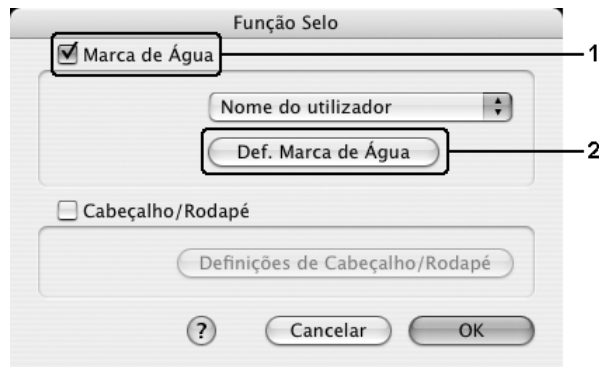 Função Selo
Marca de Água
1
Nome do utilizador
Def. Marca de Água
2
Cabeçalho/Rodapé
Definições de Cabeçalho/Rodapé
?
Cancelar
OK